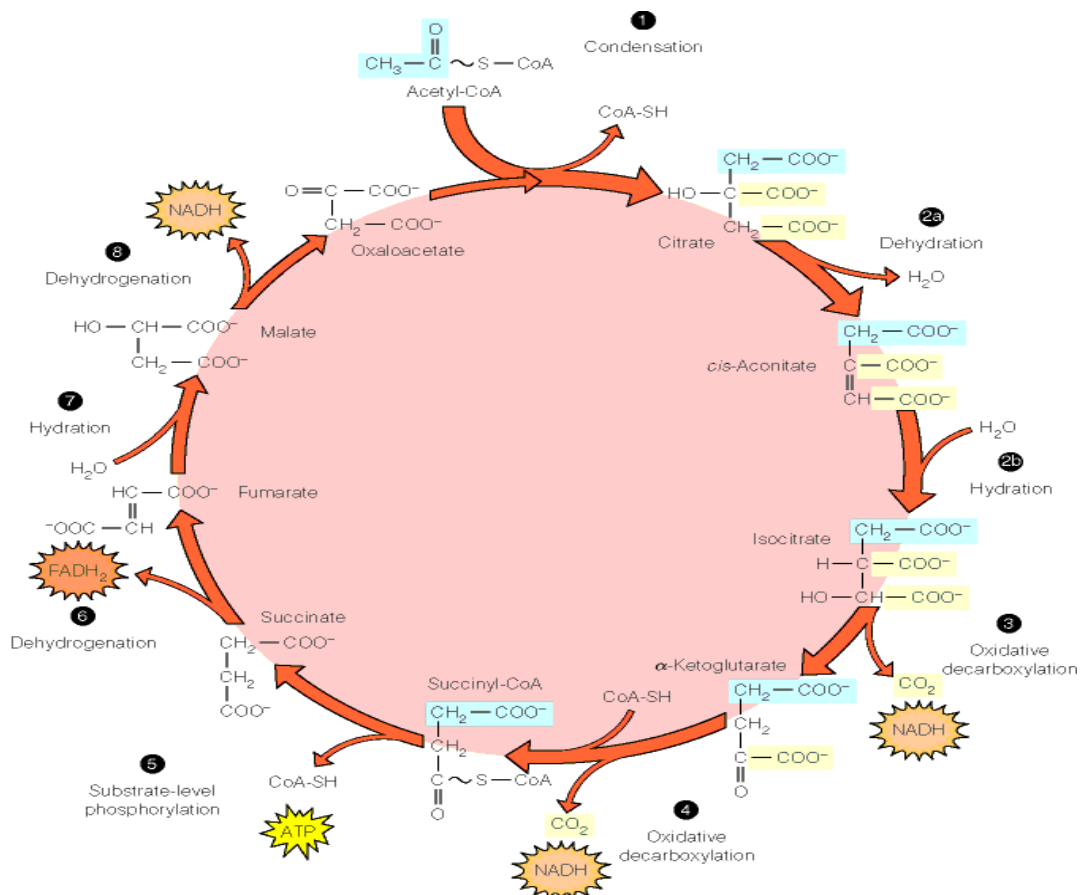 1
Condensation
O
CH₃ — C ~ S — CoA
Acetyl-CoA
CoA-SH
CH₂ — COO⁻
HO — C — COO⁻
CH₂ — COO⁻
Citrate
2a
Dehydration
H₂O
CH₂ — COO⁻
C — COO⁻
CH — COO⁻
cis-Aconitate
H₂O
2b
Hydration
Isocitrate
CH₂ — COO⁻
H — C — COO⁻
HO — CH — COO⁻
3
Oxidative
decarboxylation
CO₂
NADH
α-Ketoglutarate
CH₂ — COO⁻
CH₂
C — COO⁻
O
CoA-SH
4
Oxidative
decarboxylation
CO₂
NADH
Succinyl-CoA
CH₂ — COO⁻
CH₂
C ~ S — CoA
O
5
Substrate-level
phosphorylation
CoA-SH
ATP
Succinate
CH₂ — COO⁻
CH₂
COO⁻
6
Dehydrogenation
FADH₂
Fumarate
HC — COO⁻
⁻OOC — CH
7
Hydration
H₂O
Malate
HO — CH — COO⁻
CH₂ — COO⁻
8
Dehydrogenation
NADH
O = C — COO⁻
CH₂ — COO⁻
Oxaloacetate